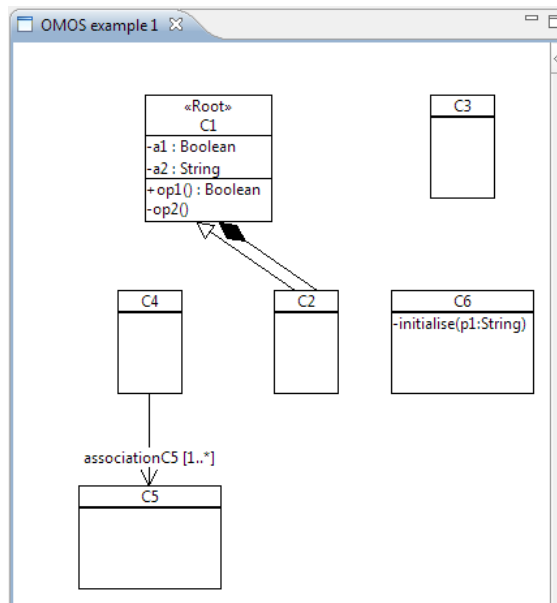 OMOS example 1
«Root»
C1
-a1 : Boolean
-a2 : String
+op1() : Boolean
-op2()
C3
C4
C2
C6
-initialise(p1:String)
associationC5 [1..*]
C5